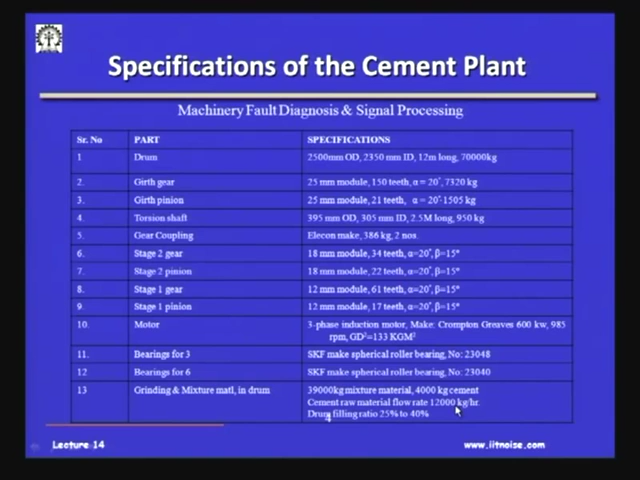 Specifications of the Cement Plant
Machinery Fault Diagnosis & Signal Processing
Sr. No PART SPECIFICATIONS
1 Drum 2500mm OD, 2350 mm ID, 12m long, 70000kg
2. Girth gear 25 mm module, 150 teeth, α = 20°, 7320 kg
3. Girth pinion 25 mm module, 21 teeth, α = 20° 1505 kg
4. Torsion shaft 395 mm OD, 305 mm ID, 2.5M long, 950 kg
5. Gear Coupling Elecon make, 386 kg, 2 nos.
6. Stage 2 gear 18 mm module, 34 teeth, α=20°, β=15°
7. Stage 2 pinion 18 mm module, 22 teeth, α=20°, β=15°
8. Stage 1 gear 12 mm module, 61 teeth, α=20°, β=15°
9. Stage 1 pinion 12 mm module, 17 teeth, α=20°, β=15°
10. Motor 3-phase induction motor, Make: Crompton Greaves 600 kw, 985
rpm, GD²=133 KGM²
11. Bearings for 3 SKF make spherical roller bearing, No: 23048
12 Bearings for 6 SKF make spherical roller bearing, No: 23040
13 Grinding & Mixture matl, in drum 39000kg mixture material, 4000 kg cement
Cement raw material flow rate 12000 kg/hr.
Drum filling ratio 25% to 40%
4
Lecture 14 www.iitnoise.com